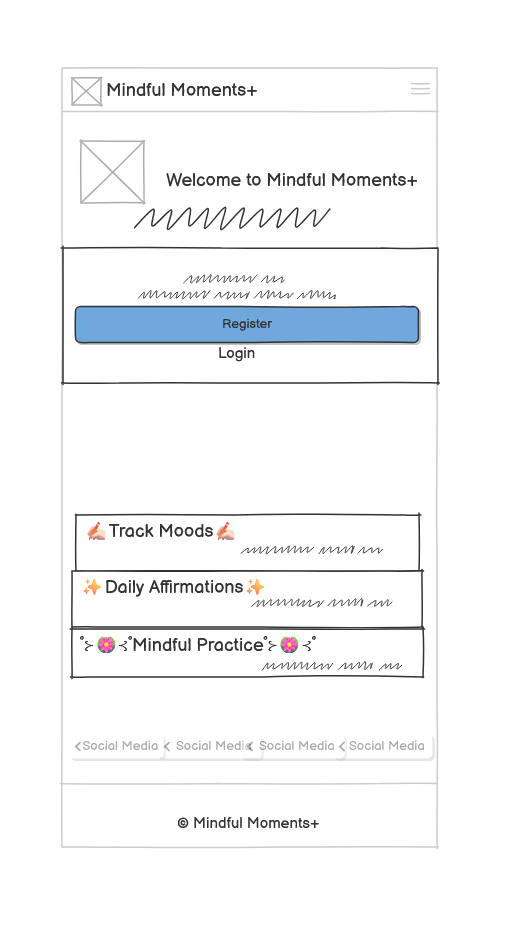 Mindful Moments+
Welcome to Mindful Moments+
Register
Login
✍🏻Track Moods✍🏻
✨Daily Affirmations✨
˚⊱🌺⊰˚Mindful Practice˚⊱🌺⊰˚
Social Media Social Media Social Media Social Media
© Mindful Moments+